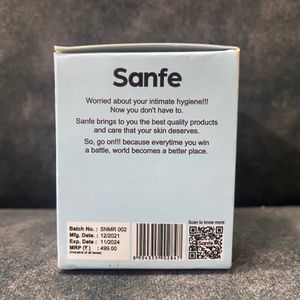 Sanfe
Worried about your intimate hygiene!!!
Now you don't have to.
Sanfe brings to you the best quality products
and care that your skin deserves.
So, go on!!! because everytime you win
a battle, world becomes a better place.
Scan to know more
Batch No. : SNMR 002
Mfg. Date. : 12/2021
Exp. Date : 11/2024
MRP (₹) : 499.00
(Inclusive of all taxes)
Sanfe